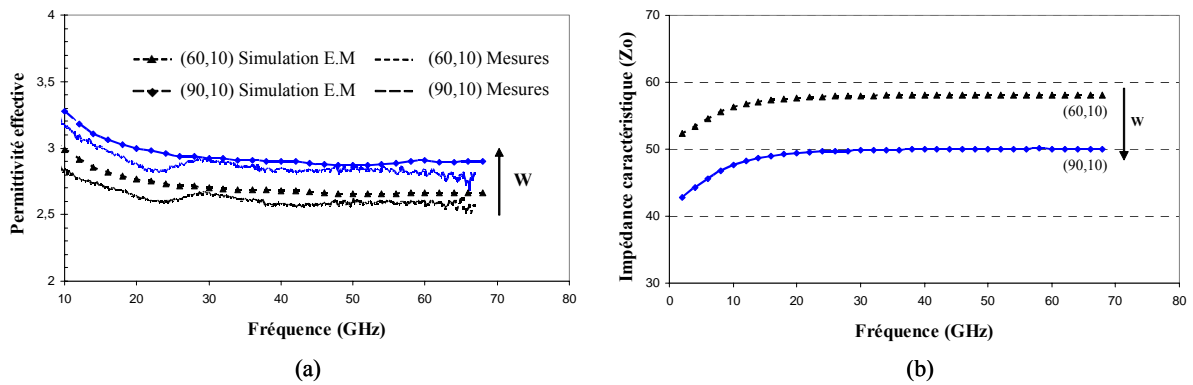 4
3,5
3
2,5
2
Permittivité effective
(60,10) Simulation E.M
(60,10) Mesures
(90,10) Simulation E.M
(90,10) Mesures
W
10 20 30 40 50 60 70 80
Fréquence (GHz)
(a)
70
60
50
40
30
Impédance caractéristique (Zo)
(60,10)
W
(90,10)
0 10 20 30 40 50 60 70 80
Fréquence (GHz)
(b)